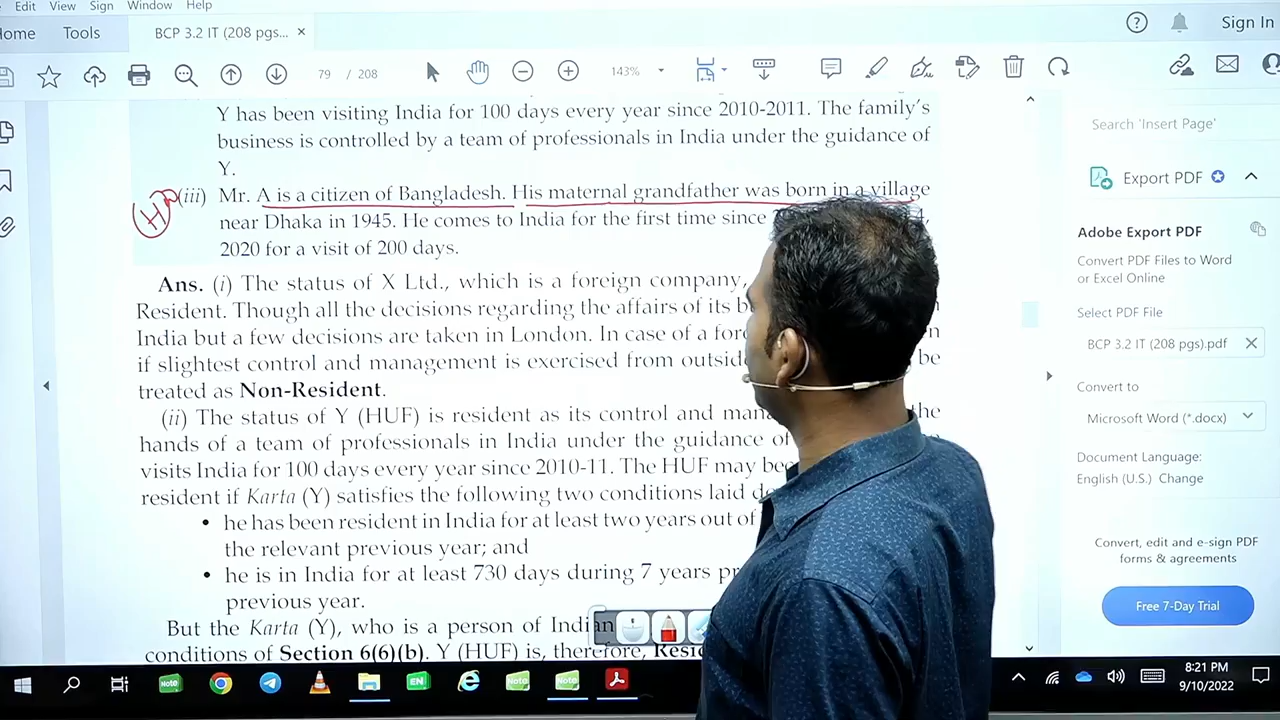 Edit View Sign Window Help
Tools BCP 3.2 IT (208 pgs... × Sign In
79 / 208 143%
Y has been visiting India for 100 days every year since 2010-2011. The family's
business is controlled by a team of professionals in India under the guidance of
Y.
(iii) Mr. A is a citizen of Bangladesh. His maternal grandfather was born in a village
near Dhaka in 1945. He comes to India for the first time since
2020 for a visit of 200 days.
Ans. (i) The status of X Ltd., which is a foreign company,
Resident. Though all the decisions regarding the affairs of its
India but a few decisions are taken in London. In case of a
if slightest control and management is exercised from be
treated as Non-Resident.
(ii) The status of Y (HUF) is resident as its control and the
hands of a team of professionals in India under the guidance of
visits India for 100 days every year since 2010-11. The HUF may
resident if Karta (Y) satisfies the following two conditions laid
• he has been resident in India for at least two years out of
the relevant previous year; and
• he is in India for at least 730 days during 7 years
previous year.
But the Karta (Y), who is a person of Indian
conditions of Section 6(6)(b). Y (HUF) is, therefore,
Search 'Insert Page'
Export PDF
Adobe Export PDF
Convert PDF Files to Word
or Excel Online
Select PDF File
BCP 3.2 IT (208 pgs).pdf ×
Convert to
Microsoft Word (*.docx)
Document Language:
English (U.S.) Change
Convert, edit and e-sign PDF
forms & agreements
Free 7-Day Trial
Note EN Note Note
8:21 PM
9/10/2022